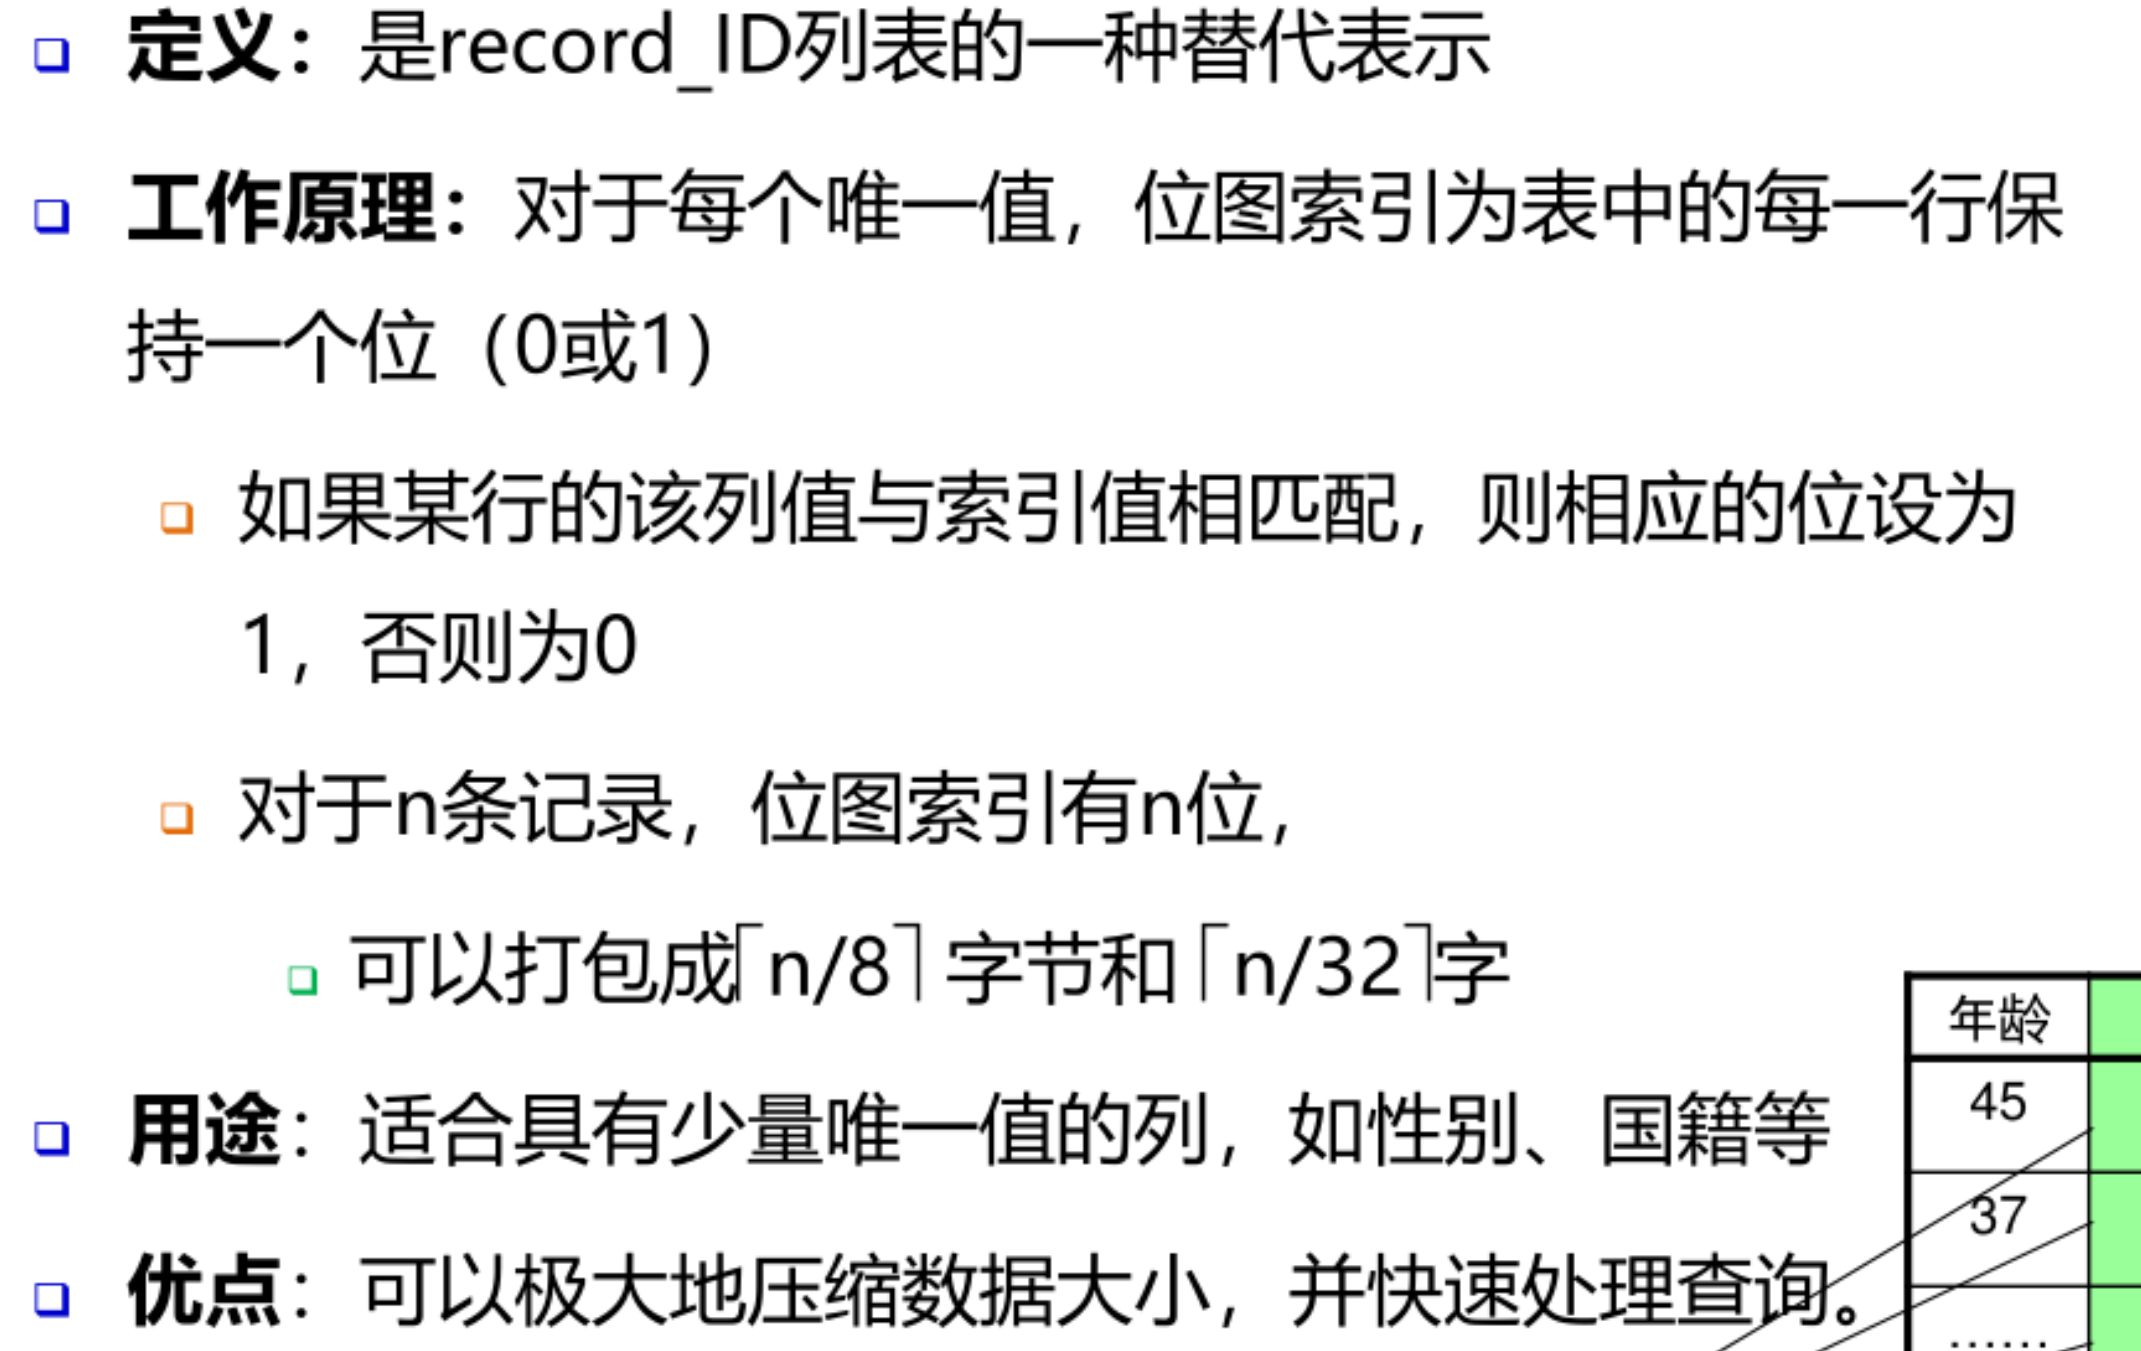 定义：是record_ID列表的一种替代表示
工作原理：对于每个唯一值，位图索引为表中的每一行保
持一个位（0或1）
如果某行的该列值与索引值相匹配，则相应的位设为
1，否则为0
对于n条记录，位图索引有n位，
可以打包成⌈n/8⌉ 字节和⌈n/32⌉字
用途：适合具有少量唯一值的列，如性别、国籍等
优点：可以极大地压缩数据大小，并快速处理查询。
年龄
45
37
……